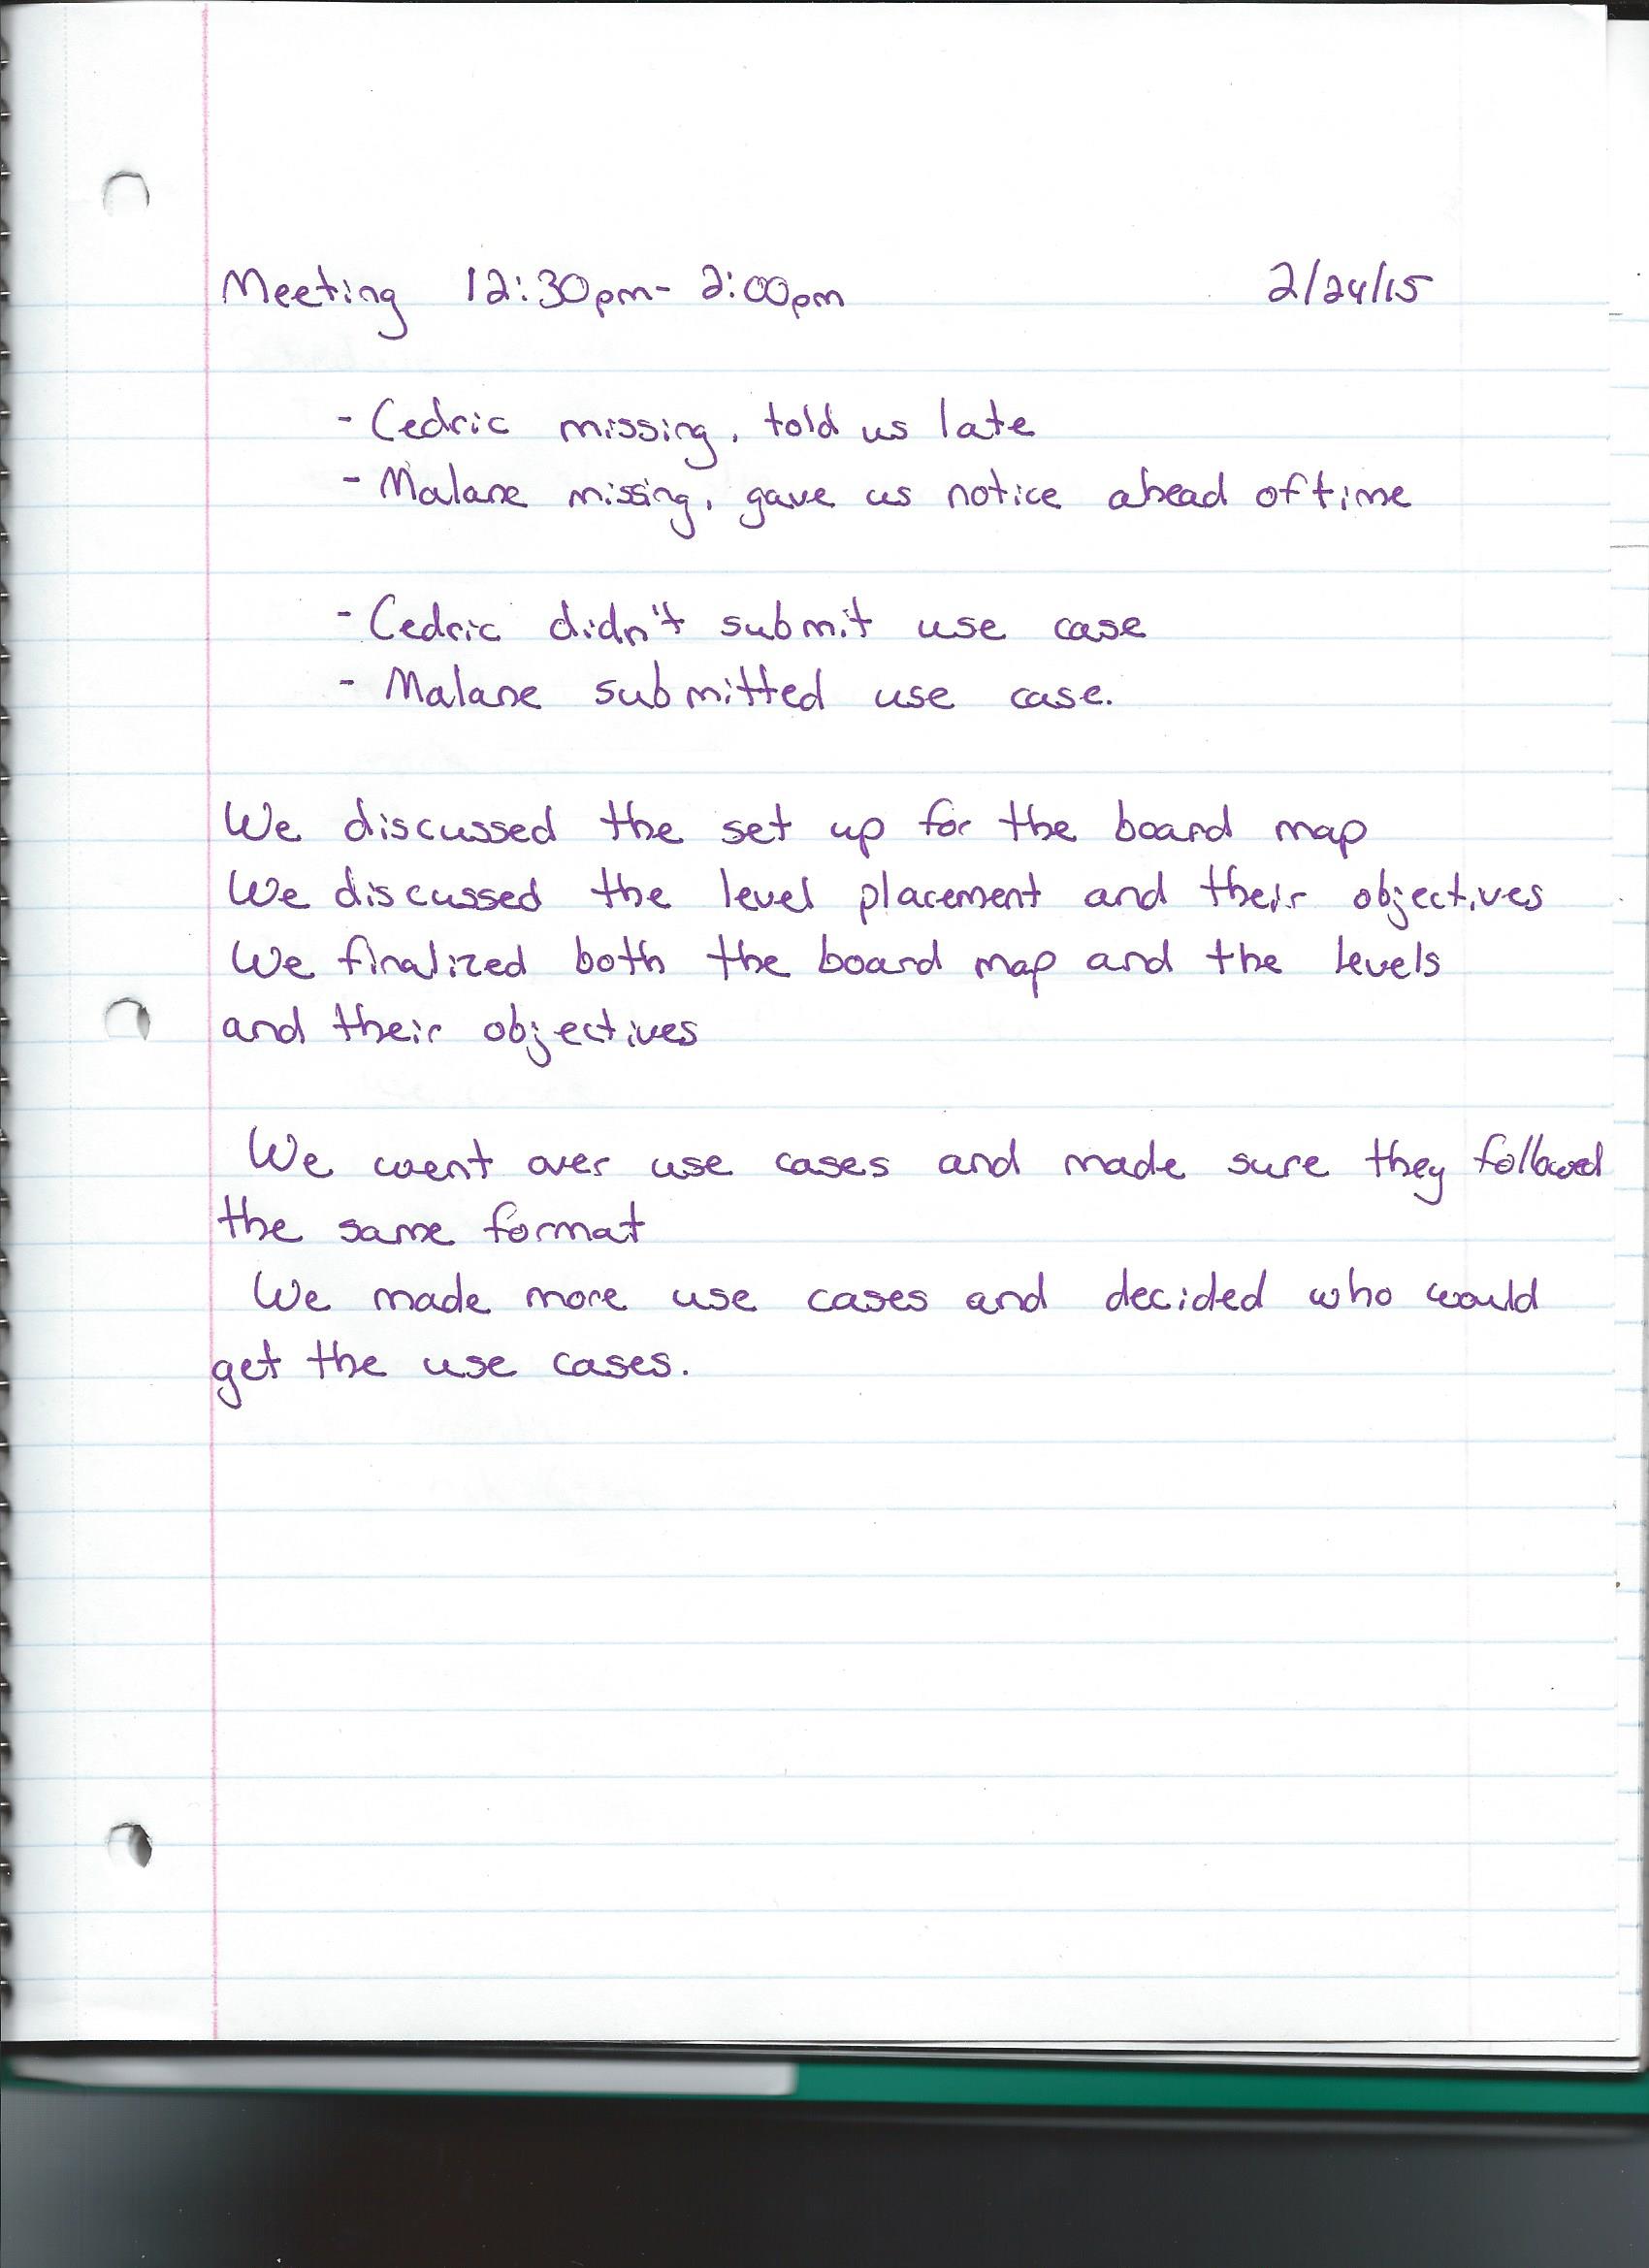 Meeting 12:30pm- 2:00pm 2/24/15
- Cedric missing, told us late
- Malane missing, gave us notice ahead of time
- Cedric didn't submit use case
- Malane submitted use case.
We discussed the set up for the board map
We discussed the level placement and their objectives
We finalized both the board map and the levels
and their objectives
We went over use cases and made sure they followed
the same format
We made more use cases and decided who would
get the use cases.